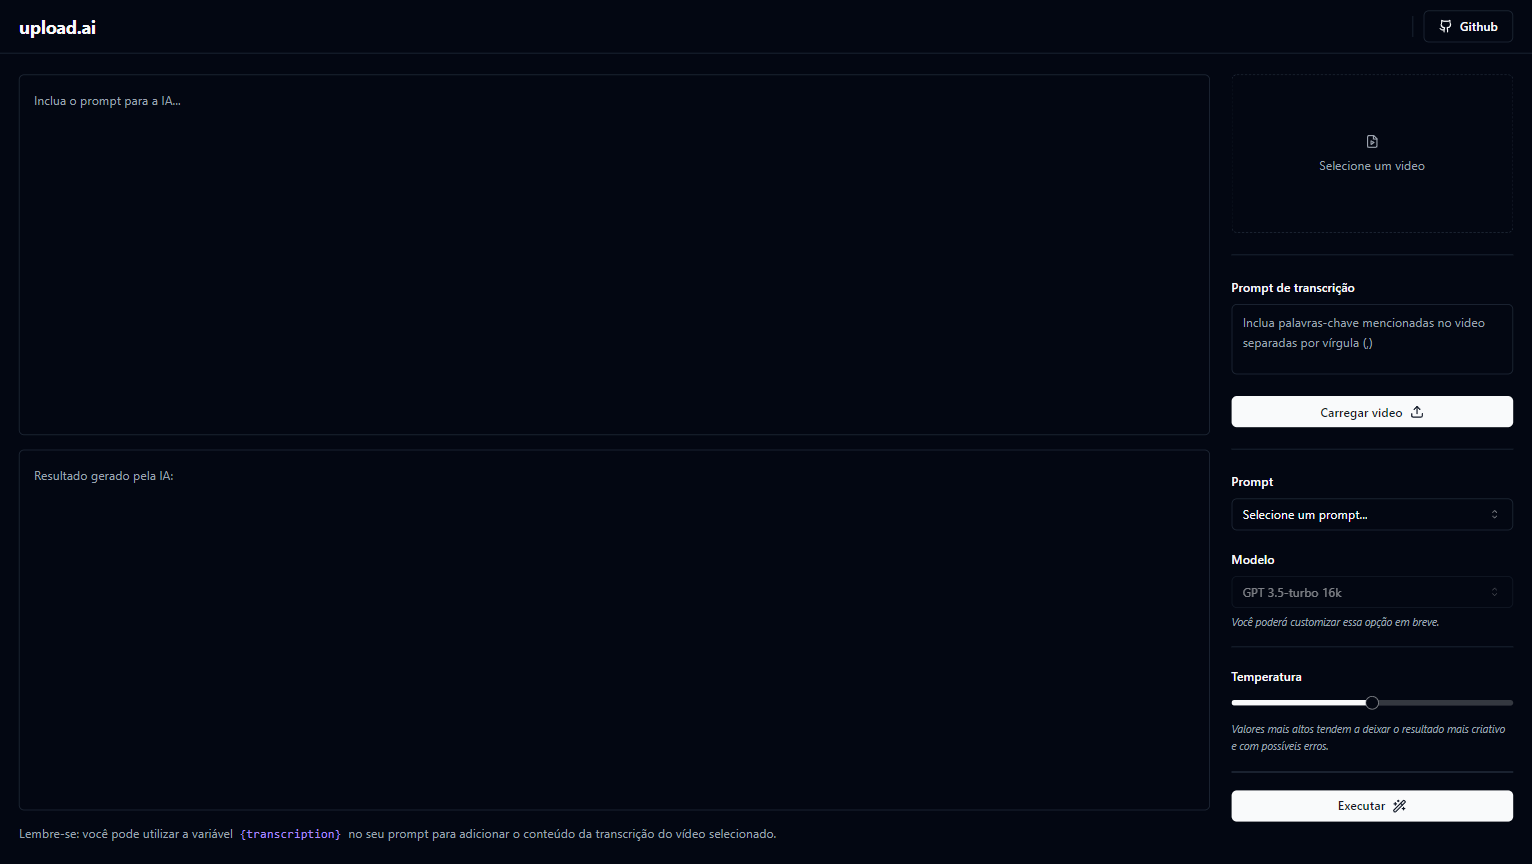 upload.ai
Github
Inclua o prompt para a IA...
Resultado gerado pela IA:
Lembre-se: você pode utilizar a variável {transcription} no seu prompt para adicionar o conteúdo da transcrição do vídeo selecionado.
Selecione um video
Prompt de transcrição
Inclua palavras-chave mencionadas no video
separadas por vírgula (,)
Carregar video
Prompt
Selecione um prompt...
Modelo
GPT 3.5-turbo 16k
Você poderá customizar essa opção em breve.
Temperatura
Valores mais altos tendem a deixar o resultado mais criativo
e com possíveis erros.
Executar